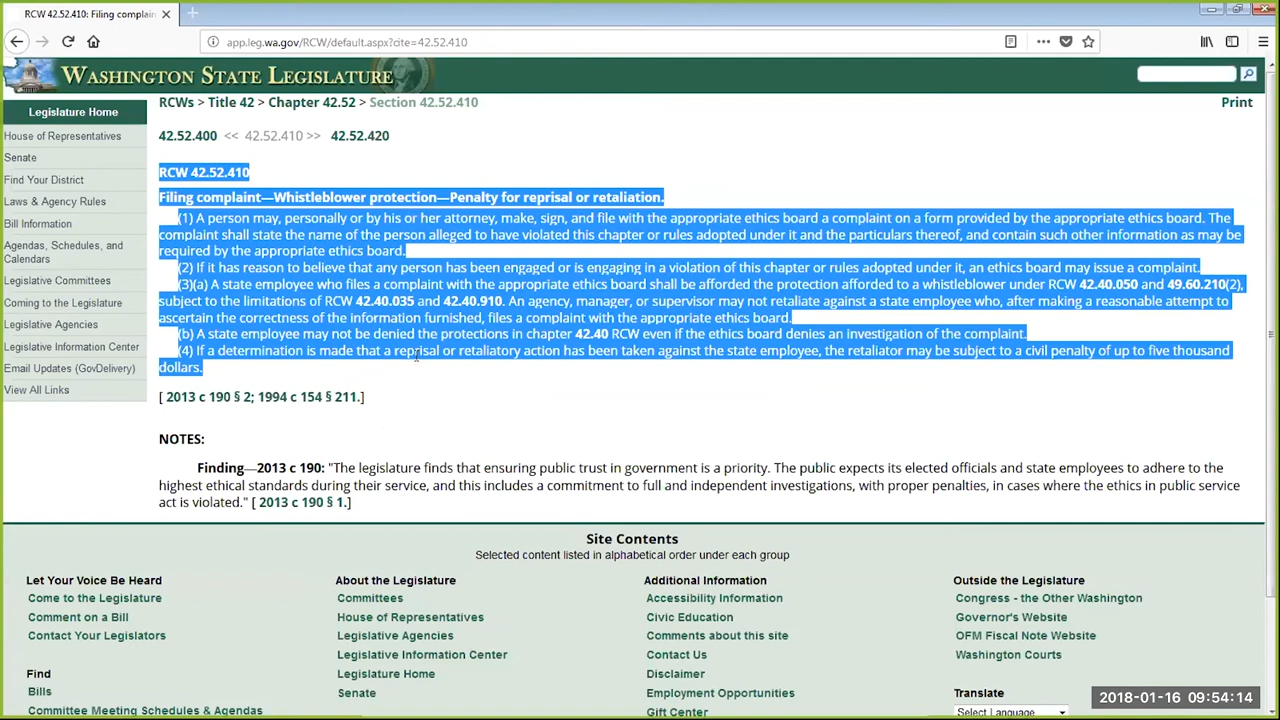 RCW 42.52.410: Filing complain
app.leg.wa.gov/RCW/default.aspx?cite=42.52.410
WASHINGTON STATE LEGISLATURE
Legislature Home
House of Representatives
Senate
Find Your District
Laws & Agency Rules
Bill Information
Agendas, Schedules, and
Calendars
Legislative Committees
Coming to the Legislature
Legislative Agencies
Legislative Information Center
Email Updates (GovDelivery)
View All Links
RCWs > Title 42 > Chapter 42.52 > Section 42.52.410
Print
42.52.400 << 42.52.410 >> 42.52.420
RCW 42.52.410
Filing complaint—Whistleblower protection—Penalty for reprisal or retaliation.
(1) A person may, personally or by his or her attorney, make, sign, and file with the appropriate ethics board a complaint on a form provided by the appropriate ethics board. The
complaint shall state the name of the person alleged to have violated this chapter or rules adopted under it and the particulars thereof, and contain such other information as may be
required by the appropriate ethics board.
(2) If it has reason to believe that any person has been engaged or is engaging in a violation of this chapter or rules adopted under it, an ethics board may issue a complaint.
(3)(a) A state employee who files a complaint with the appropriate ethics board shall be afforded the protection afforded to a whistleblower under RCW 42.40.050 and 49.60.210(2),
subject to the limitations of RCW 42.40.035 and 42.40.910. An agency, manager, or supervisor may not retaliate against a state employee who, after making a reasonable attempt to
ascertain the correctness of the information furnished, files a complaint with the appropriate ethics board.
(b) A state employee may not be denied the protections in chapter 42.40 RCW even if the ethics board denies an investigation of the complaint.
(4) If a determination is made that a reprisal or retaliatory action has been taken against the state employee, the retaliator may be subject to a civil penalty of up to five thousand
dollars.
[ 2013 c 190 § 2; 1994 c 154 § 211.]
NOTES:
Finding—2013 c 190: "The legislature finds that ensuring public trust in government is a priority. The public expects its elected officials and state employees to adhere to the
highest ethical standards during their service, and this includes a commitment to full and independent investigations, with proper penalties, in cases where the ethics in public service
act is violated." [ 2013 c 190 § 1.]
Site Contents
Selected content listed in alphabetical order under each group
Let Your Voice Be Heard
Come to the Legislature
Comment on a Bill
Contact Your Legislators
Find
Bills
Committee Meeting Schedules & Agendas
About the Legislature
Committees
House of Representatives
Legislative Agencies
Legislative Information Center
Legislature Home
Senate
Additional Information
Accessibility Information
Civic Education
Comments about this site
Contact Us
Disclaimer
Employment Opportunities
Gift Center
Outside the Legislature
Congress - the Other Washington
Governor's Website
OFM Fiscal Note Website
Washington Courts
Translate
Select Language
2018-01-16 09:54:14